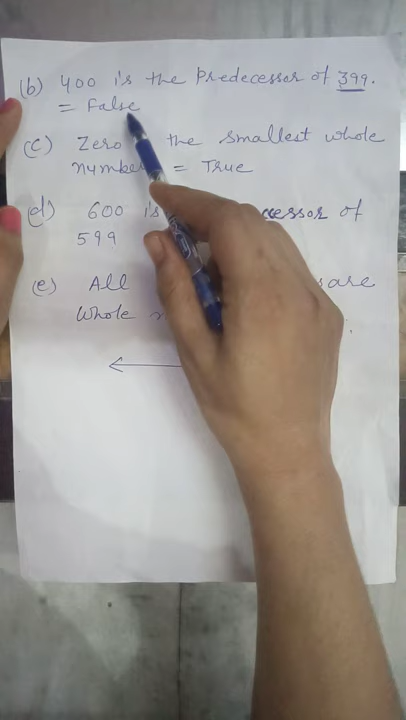 (b) 400 is the Predecessor of 399.
= False
(c) Zero the smallest whole
number = True
(d) 600 is of
599
(e) All are
Whole